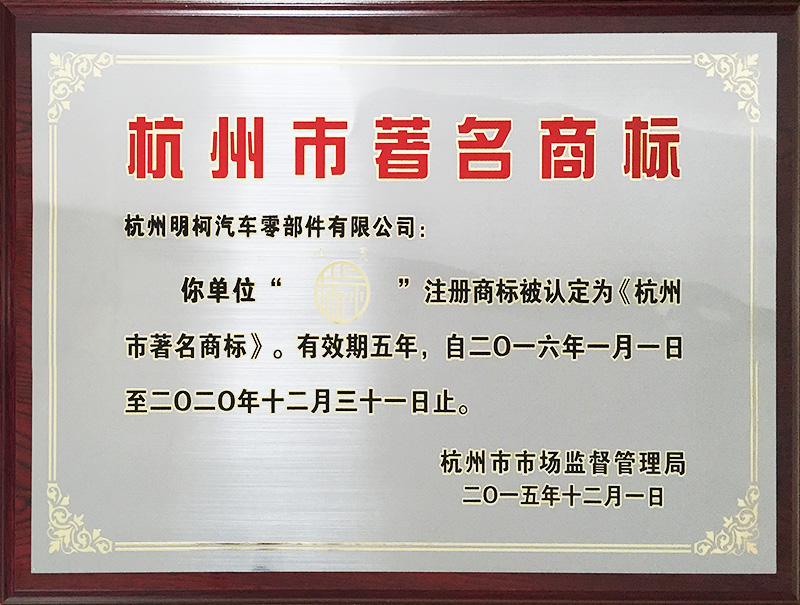 杭州市著名商标
杭州明柯汽车零部件有限公司：
你单位“ ”注册商标被认定为《杭州
市著名商标》。有效期五年，自二〇一六年一月一日
至二〇二〇年十二月三十一日止。
杭州市市场监督管理局
二〇一五年十二月一日